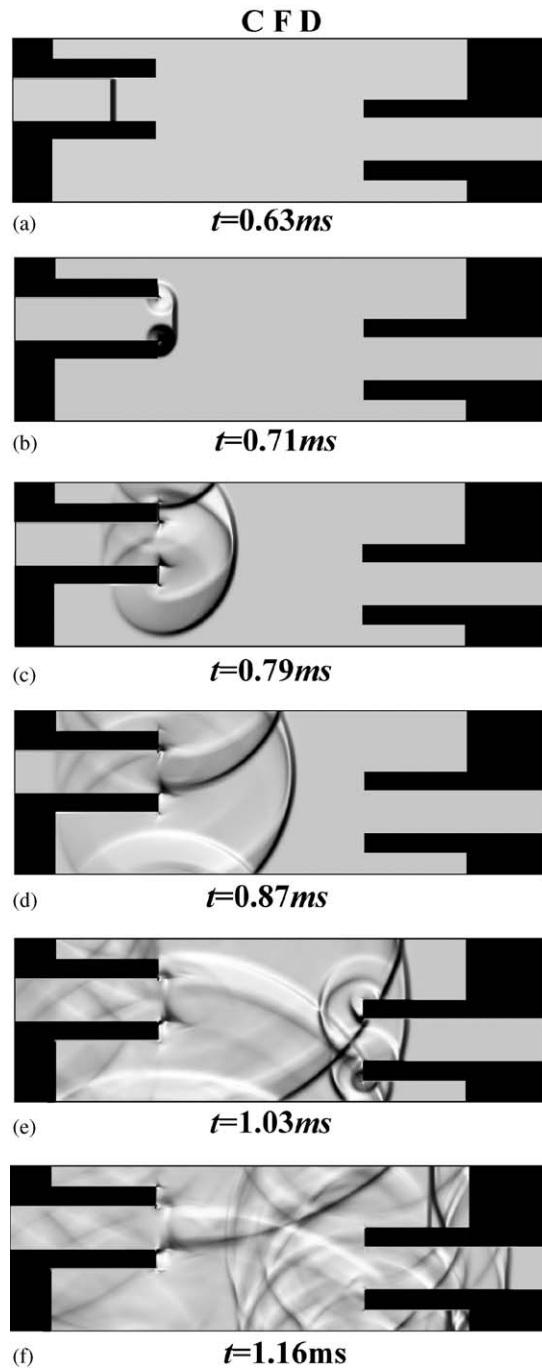 C F D
(a)
t=0.63ms
(b)
t=0.71ms
(c)
t=0.79ms
(d)
t=0.87ms
(e)
t=1.03ms
(f)
t=1.16ms